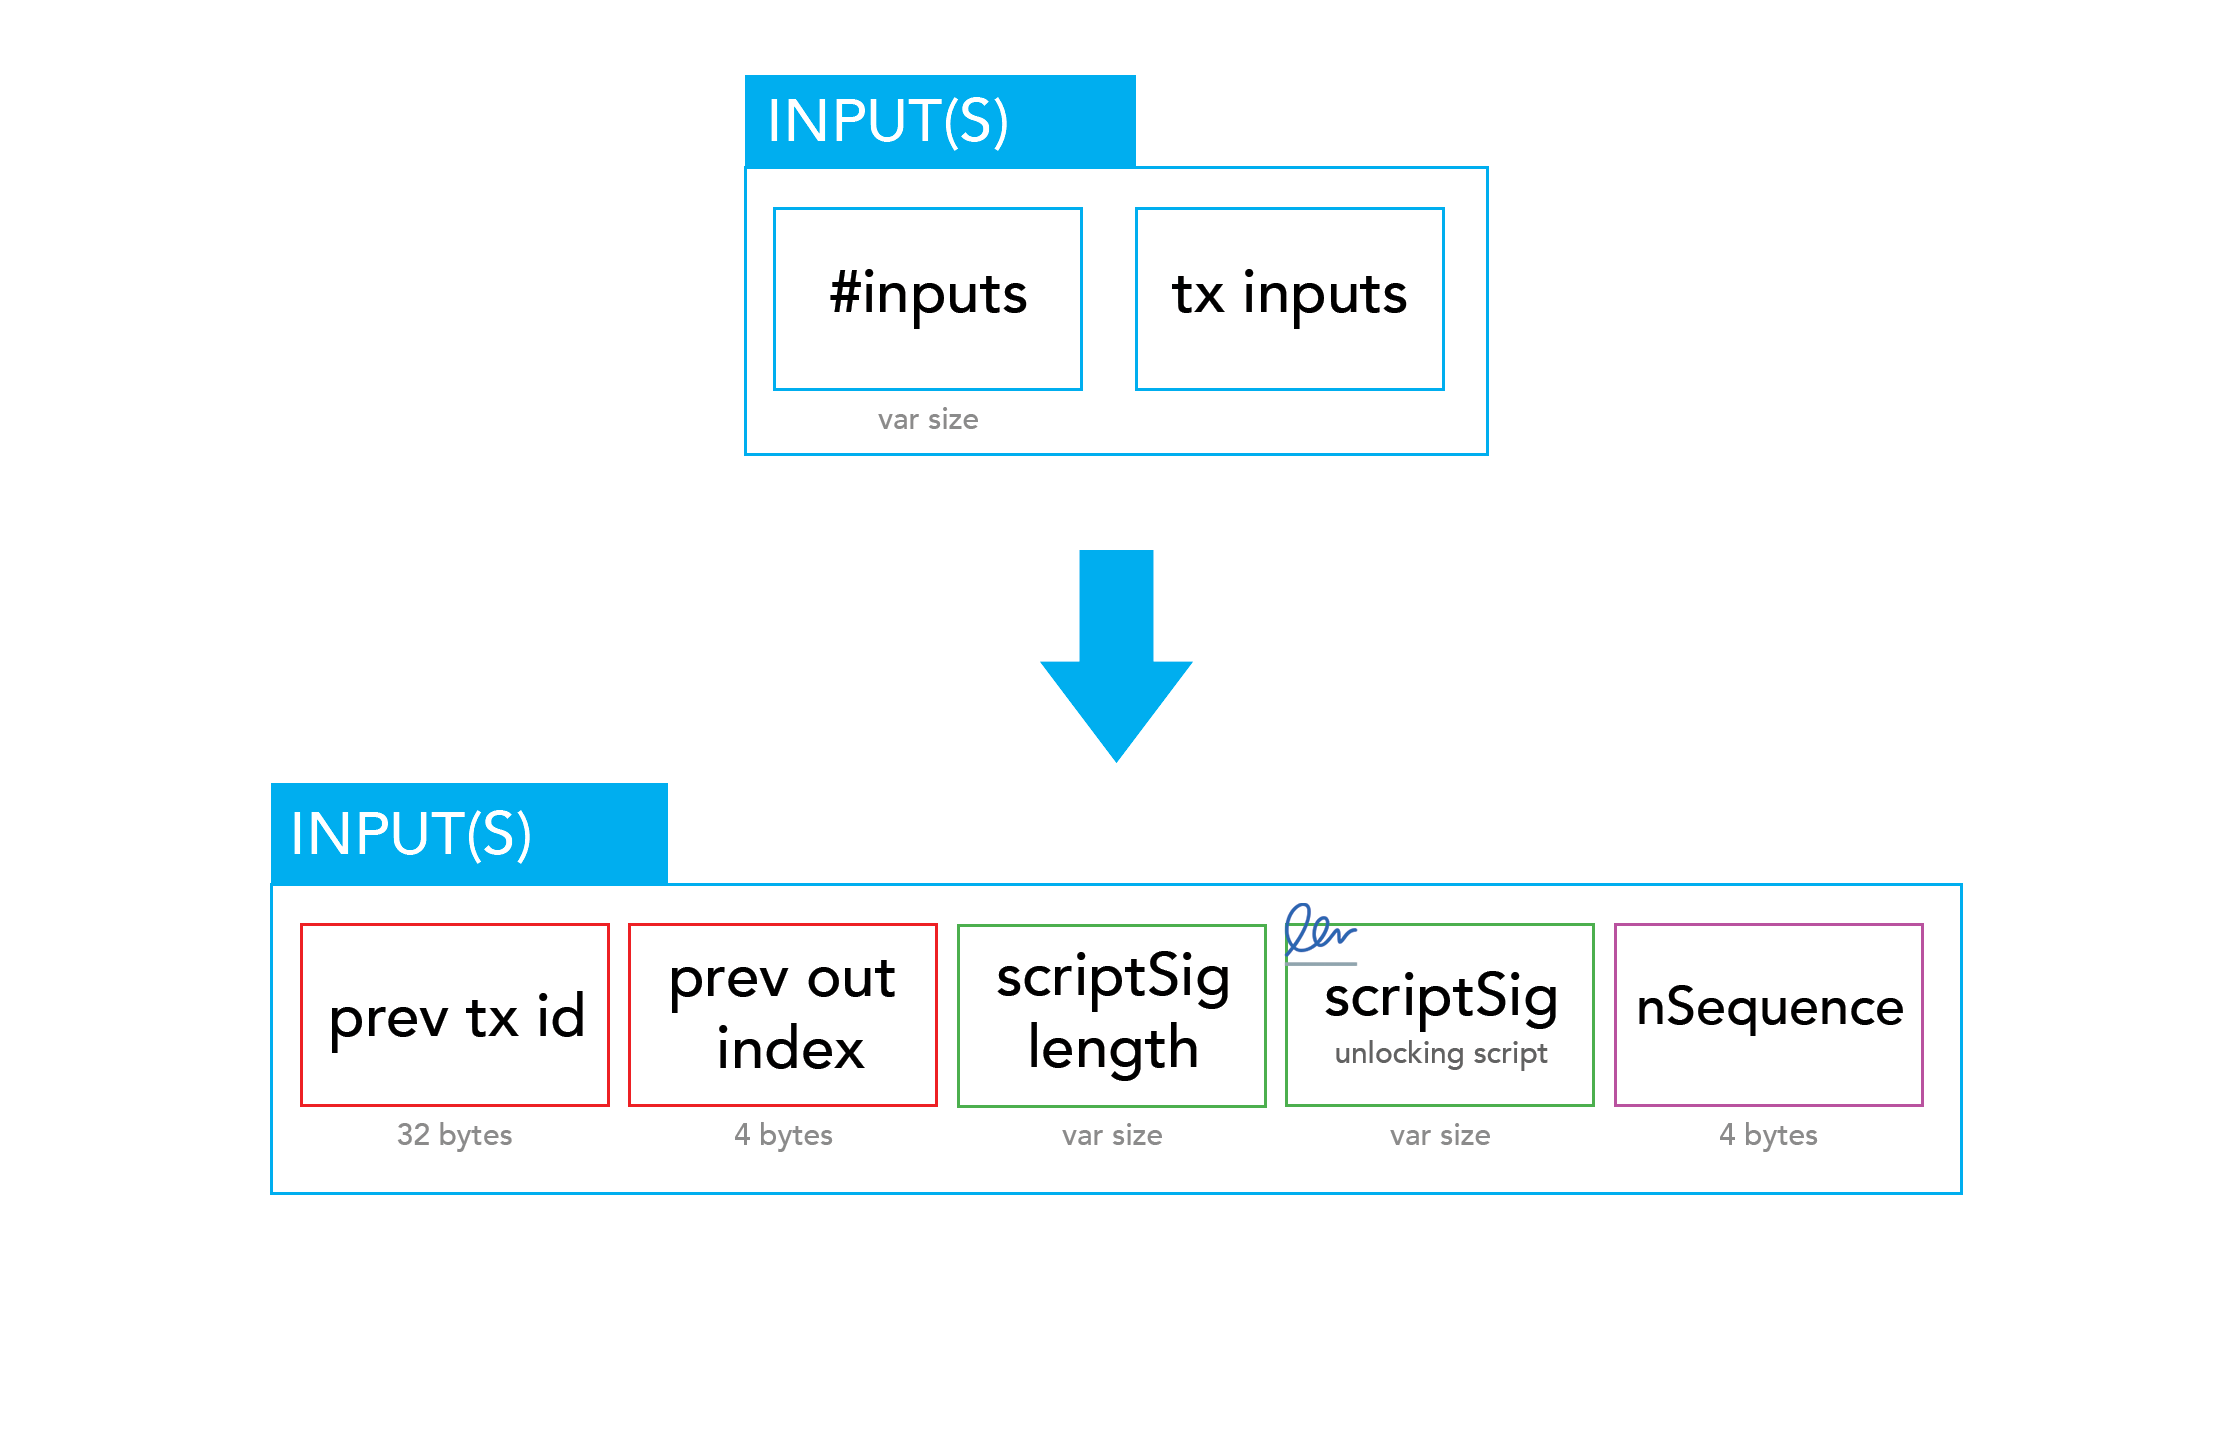 INPUT(S)
#inputs
tx inputs
var size
INPUT(S)
prev tx id
prev out
index
scriptSig
length
scriptSig
unlocking script
nSequence
32 bytes
4 bytes
var size
var size
4 bytes